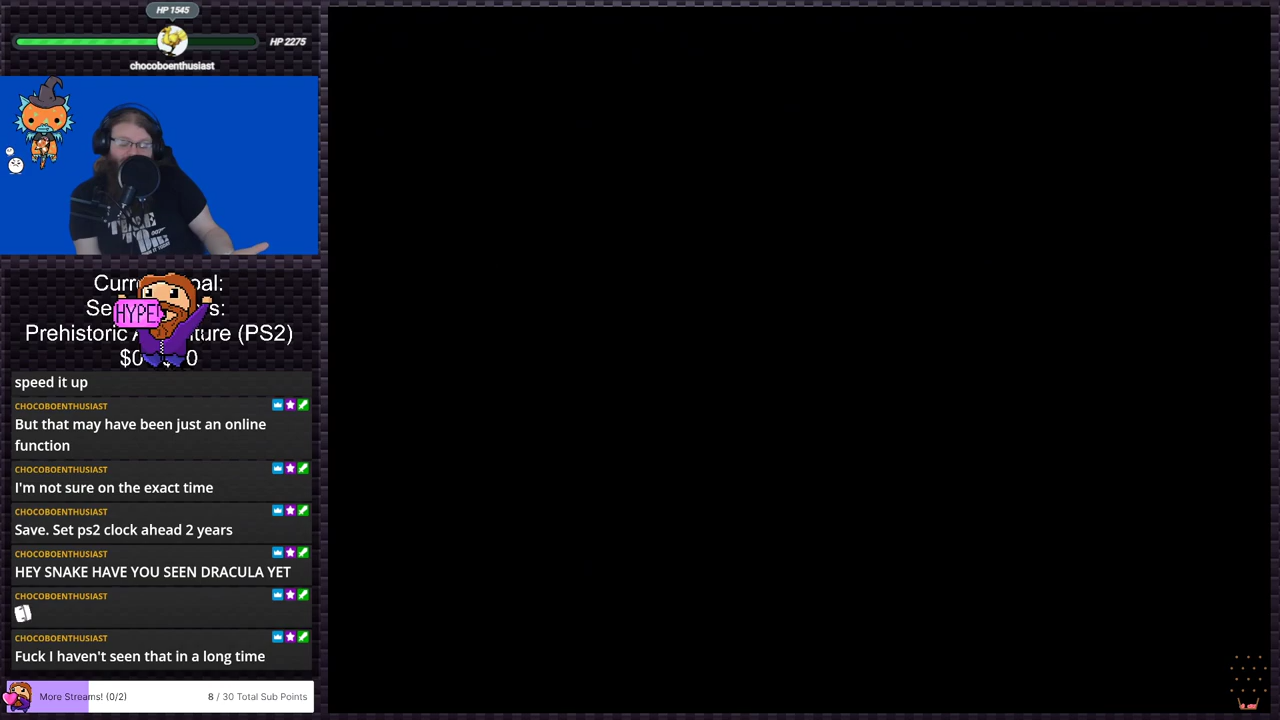 HP 1545
HP 2275
chocoboenthusiast
TIME
TO
007
HYPE!
Prehistoric
(PS2)
speed it up
CHOCOBOENTHUSIAST
But that may have been just an online
function
CHOCOBOENTHUSIAST
I'm not sure on the exact time
CHOCOBOENTHUSIAST
Save. Set ps2 clock ahead 2 years
CHOCOBOENTHUSIAST
HEY SNAKE HAVE YOU SEEN DRACULA YET
CHOCOBOENTHUSIAST
CHOCOBOENTHUSIAST
Fuck I haven't seen that in a long time
More Streams! (0/2)
8 / 30 Total Sub Points